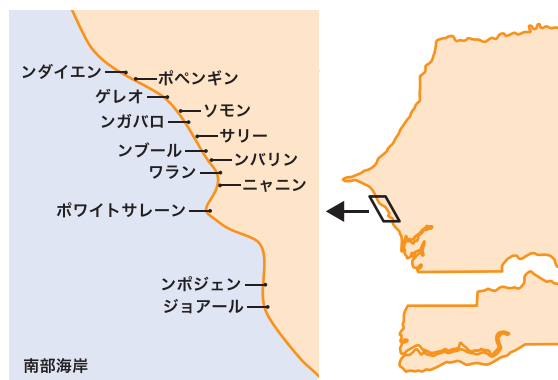 ンダイエン
ポペンギン
ゲレオ
ソモン
ンガバロ
サリー
ンブール
ンバリン
ワラン
ニャニン
ポワイトサレーン
ンポジェン
ジョアール
南部海岸